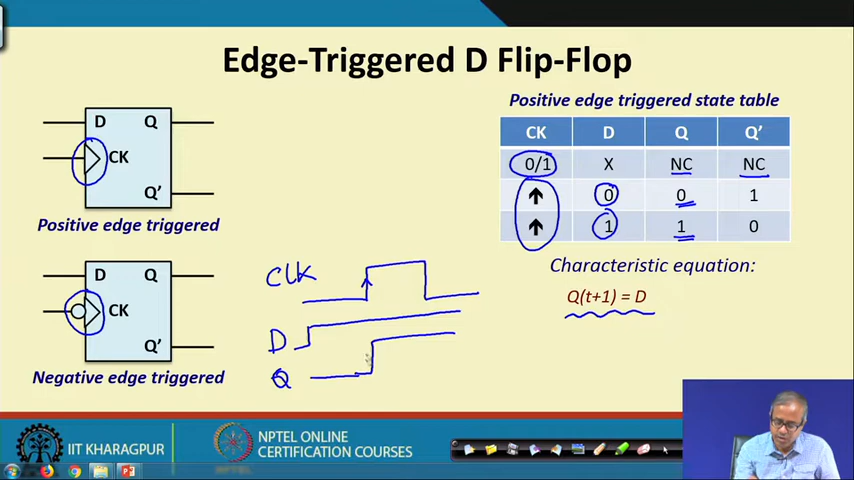 Edge-Triggered D Flip-Flop
D Q
CK
Q'
Positive edge triggered
D Q
CK
Q'
Negative edge triggered
CLK
D
Q
Positive edge triggered state table
CK D Q Q'
0/1 X NC NC
↑ 0 0 1
↑ 1 1 0
Characteristic equation:
Q(t+1) = D
IIT KHARAGPUR
NPTEL ONLINE
CERTIFICATION COURSES